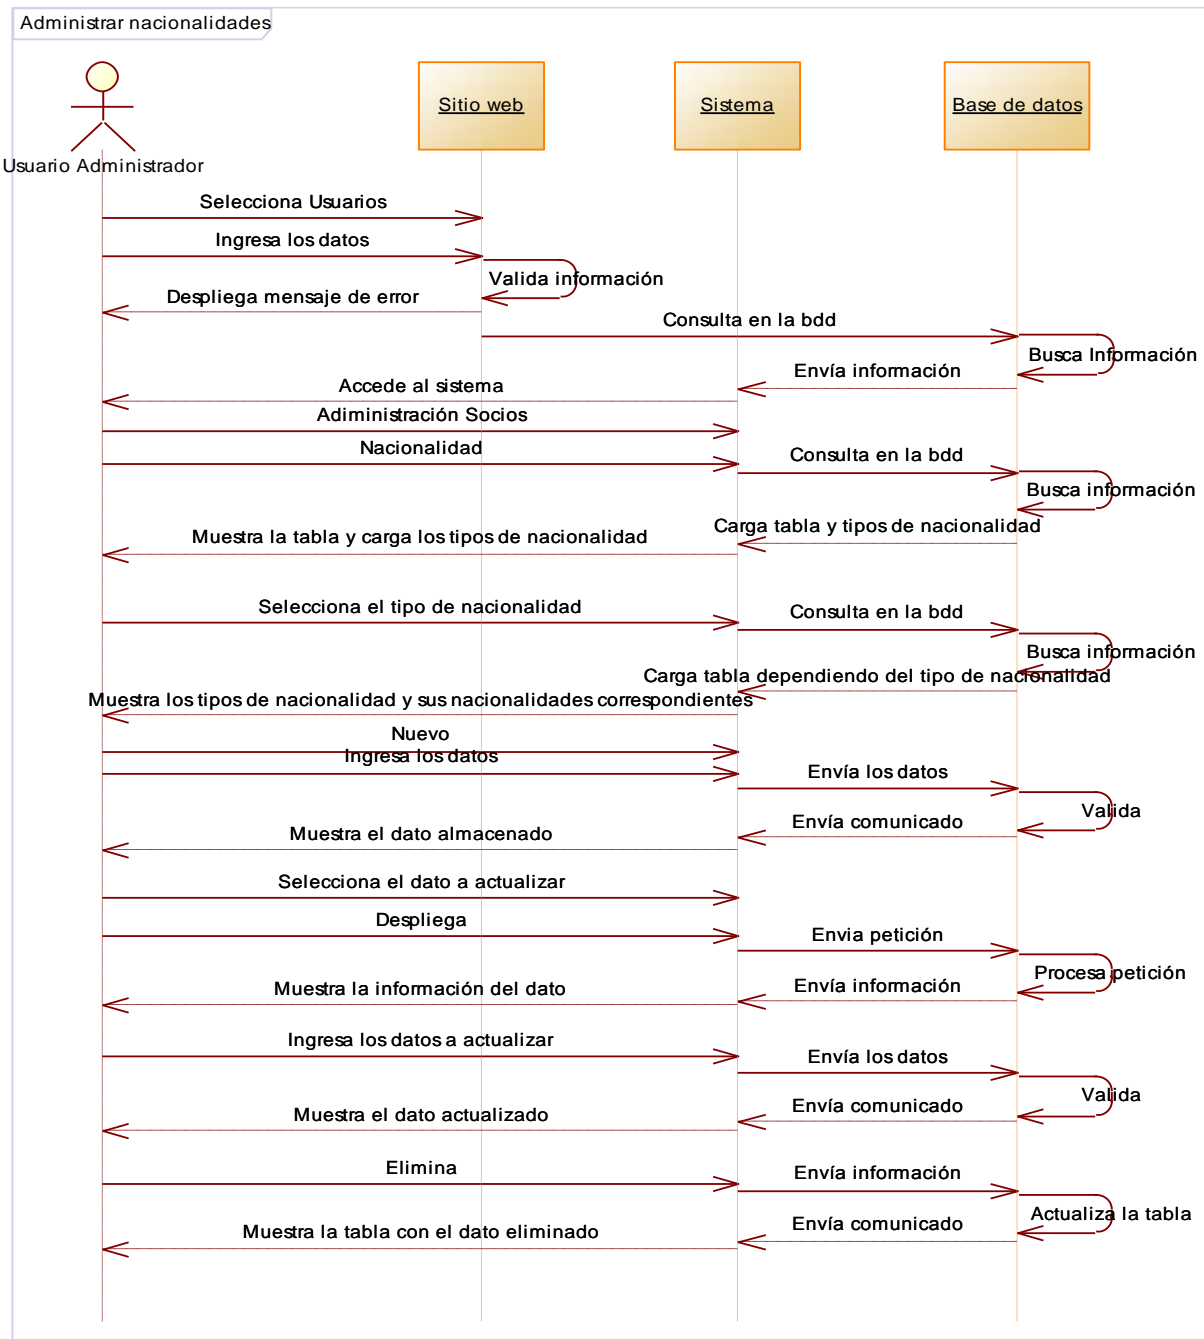 Administrar nacionalidades
Sitio web
Sistema
Base de datos
Usuario Administrador
Selecciona Usuarios
Ingresa los datos
Valida información
Despliega mensaje de error
Consulta en la bdd
Busca Información
Envía información
Accede al sistema
Adiministración Socios
Nacionalidad
Consulta en la bdd
Busca información
Carga tabla y tipos de nacionalidad
Muestra la tabla y carga los tipos de nacionalidad
Selecciona el tipo de nacionalidad
Consulta en la bdd
Busca información
Carga tabla dependiendo del tipo de nacionalidad
Muestra los tipos de nacionalidad y sus nacionalidades correspondientes
Nuevo
Ingresa los datos
Envía los datos
Valida
Envía comunicado
Muestra el dato almacenado
Selecciona el dato a actualizar
Despliega
Envia petición
Procesa petición
Envía información
Muestra la información del dato
Ingresa los datos a actualizar
Envía los datos
Valida
Envía comunicado
Muestra el dato actualizado
Elimina
Envía información
Actualiza la tabla
Envía comunicado
Muestra la tabla con el dato eliminado